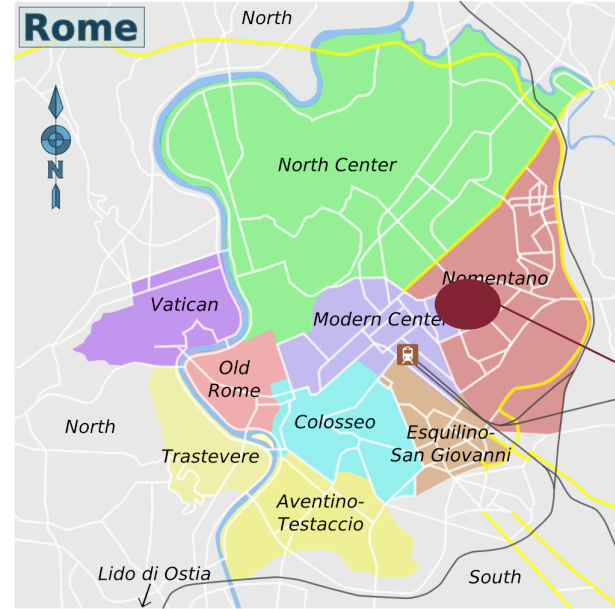 Rome
North
North Center
N
Nomentano
Vatican
Modern Center
Old
Rome
Colosseo
North
Esquilino-
San Giovanni
Trastevere
Aventino-
Testaccio
Lido di Ostia
South